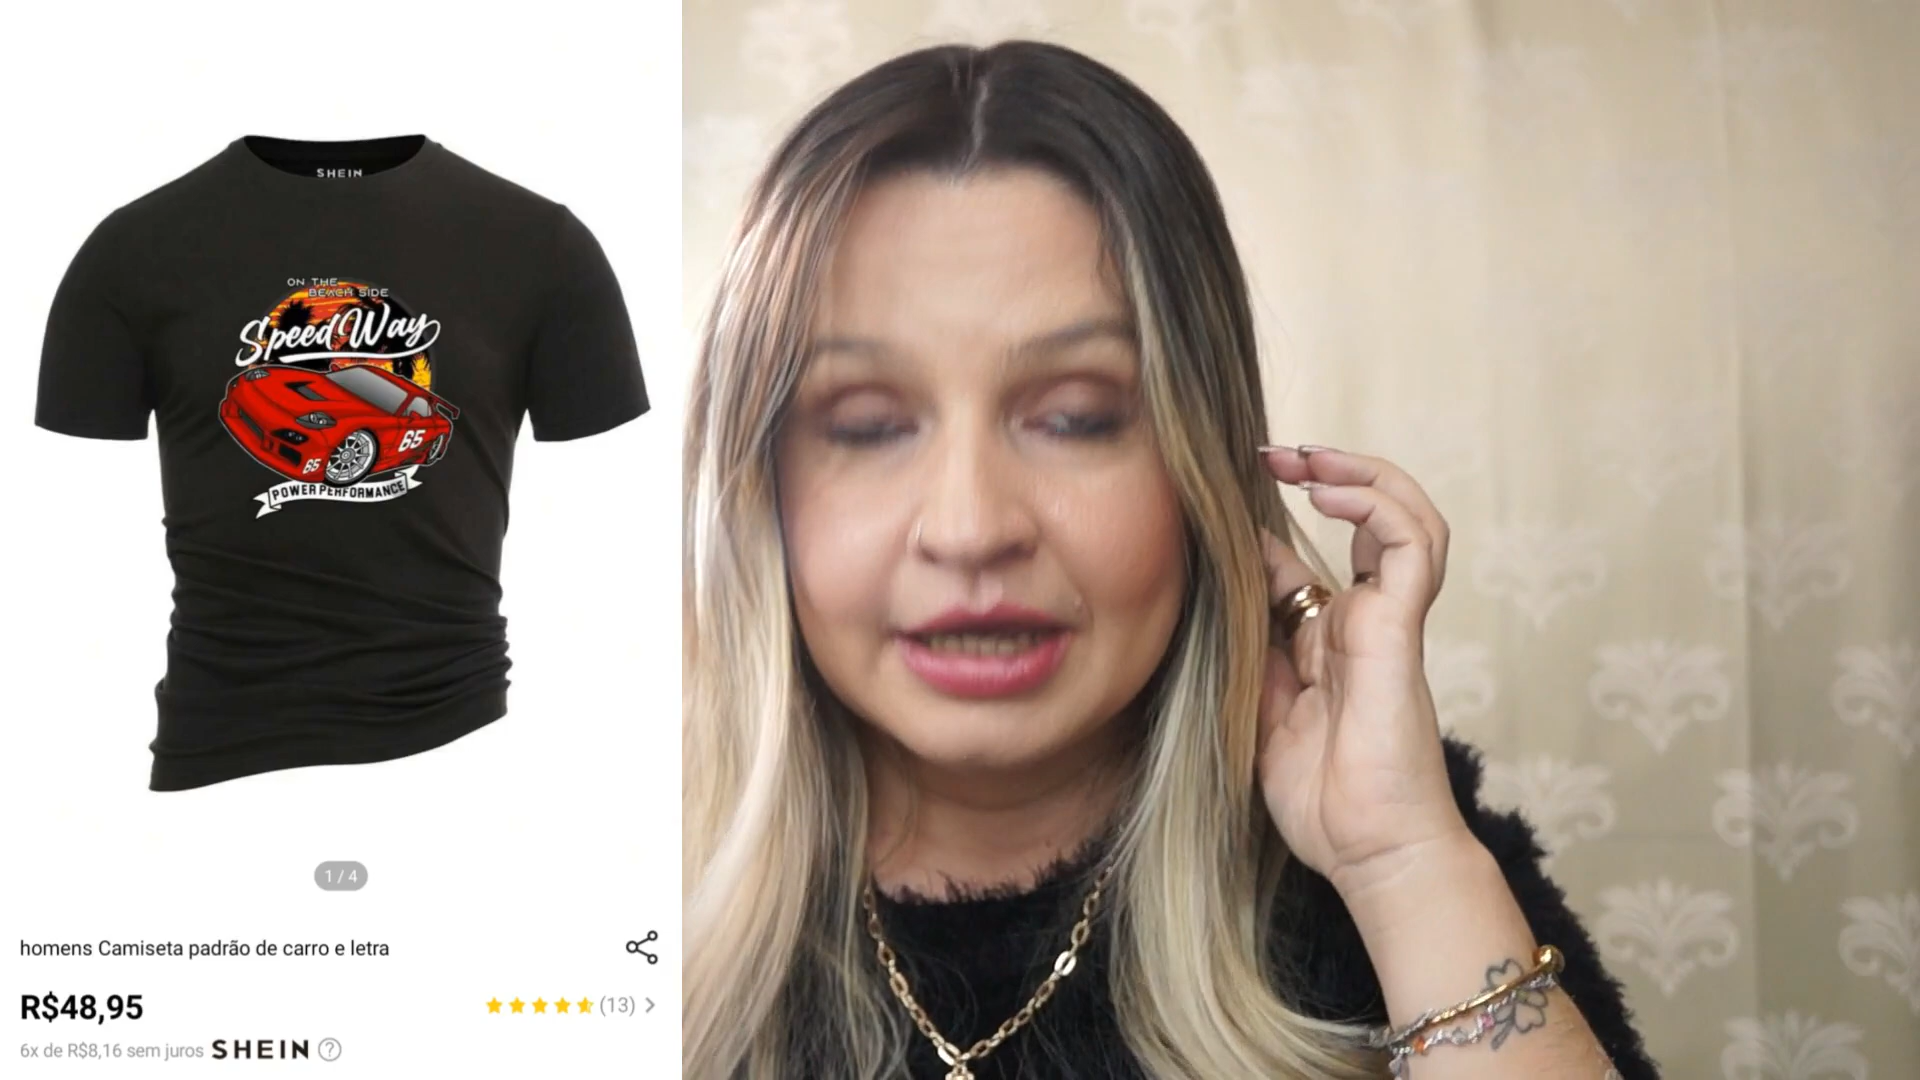 SHEIN
ON THE
BEACH SIDE
Speed Way
65
65
POWER PERFORMANCE
1 / 4
homens Camiseta padrão de carro e letra
R$48,95
(13)
6x de R$8,16 sem juros SHEIN ?